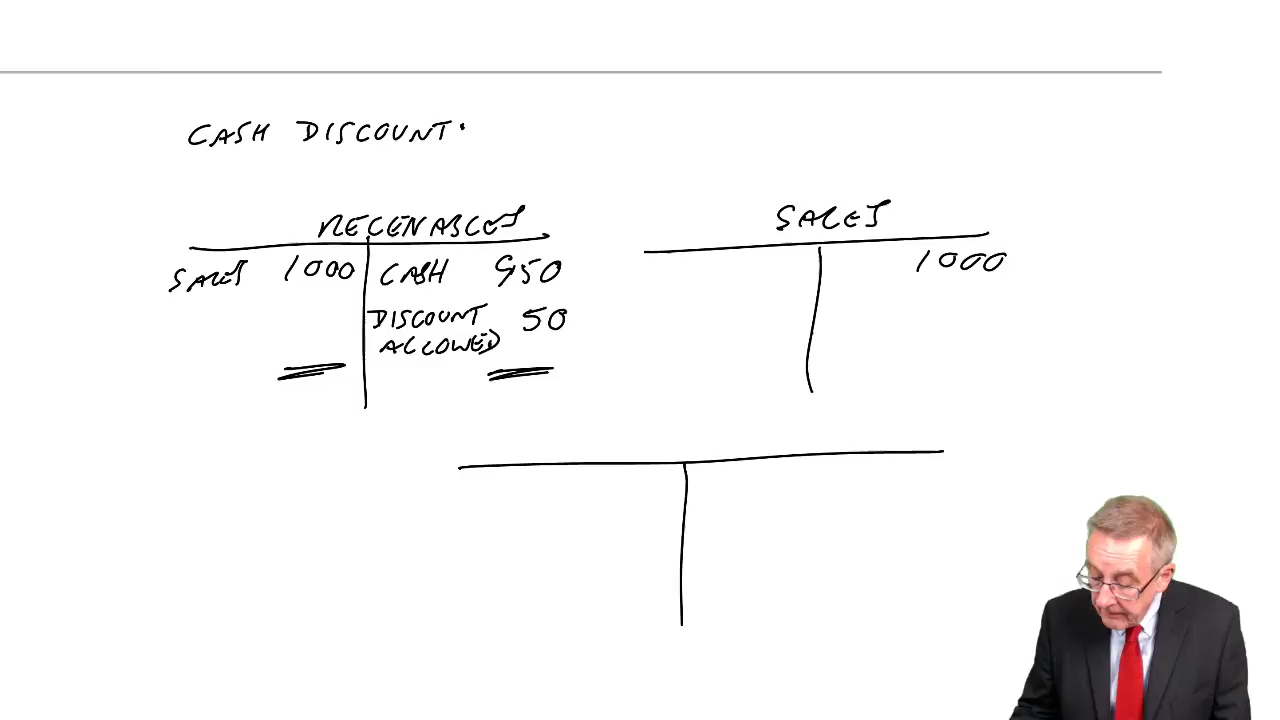 CASH DISCOUNT.
RECEIVABLES
SALES 1000 CASH 950
DISCOUNT 50
ALLOWED
SALES
1000